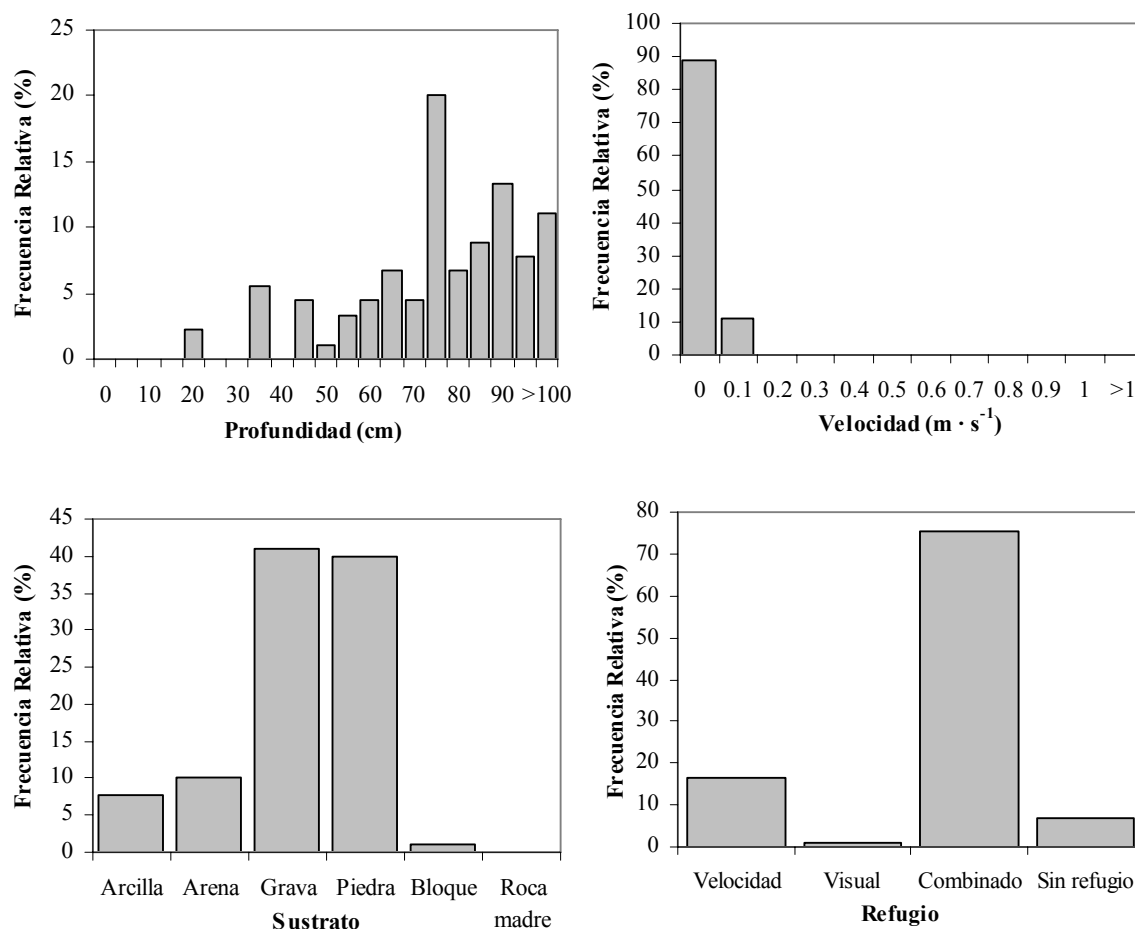 25
20
15
10
5
0
Frecuencia Relativa (%)
0 10 20 30 40 50 60 70 80 90 >100
Profundidad (cm)
100
90
80
70
60
50
40
30
20
10
0
Frecuencia Relativa (%)
0 0.1 0.2 0.3 0.4 0.5 0.6 0.7 0.8 0.9 1 >1
Velocidad (m · s⁻¹)
45
40
35
30
25
20
15
10
5
0
Frecuencia Relativa (%)
Arcilla Arena Grava Piedra Bloque Roca
madre
Sustrato
80
70
60
50
40
30
20
10
0
Frecuencia Relativa (%)
Velocidad Visual Combinado Sin refugio
Refugio